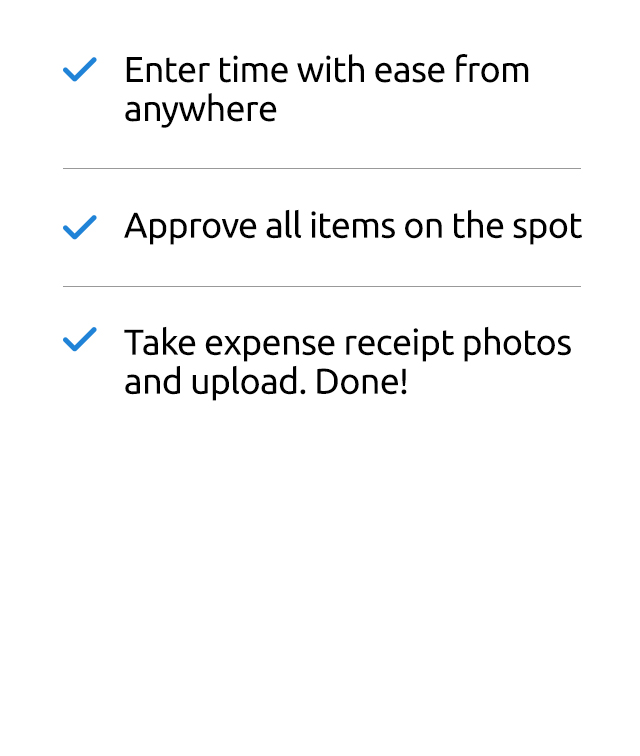 Enter time with ease from
anywhere
Approve all items on the spot
Take expense receipt photos
and upload. Done!